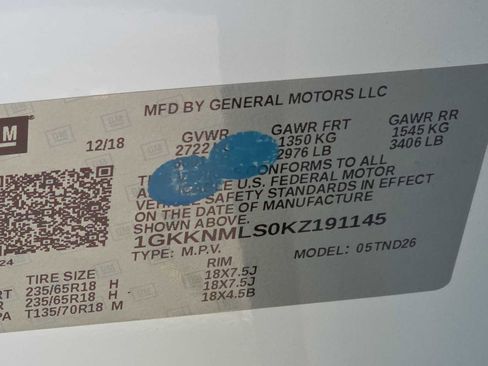 MFD BY GENERAL MOTORS LLC
M
12/18 GVWR GAWR FRT GAWR RR
2722 1350 KG 1545 KG
2976 LB 3406 LB
CONFORMS TO ALL
U.S. FEDERAL MOTOR
VEHICLE SAFETY STANDARDS IN EFFECT
ON THE DATE OF MANUFACTURE
SHOWN ABOVE.
1GKKNMLS0KZ191145
TYPE: M.P.V. MODEL: 05TND26
24
TIRE SIZE RIM
RT 235/65R18 H 18X7.5J
235/65R18 H 18X7.5J
PA T135/70R18 M 18X4.5B